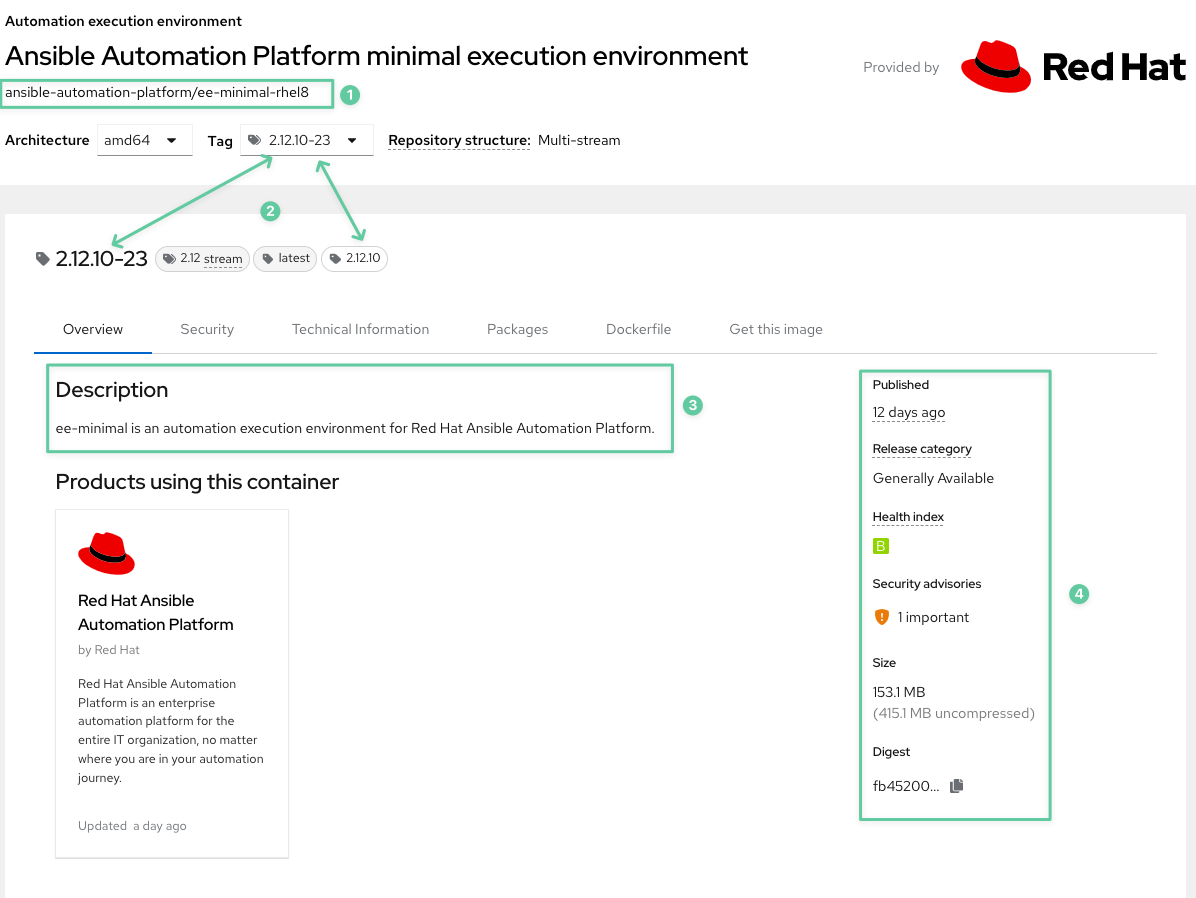 Automation execution environment
Ansible Automation Platform minimal execution environment
Provided by
Red Hat
ansible-automation-platform/ee-minimal-rhel8
1
Architecture amd64 Tag 2.12.10-23 Repository structure: Multi-stream
2
2.12.10-23 2.12 stream latest 2.12.10
Overview Security Technical Information Packages Dockerfile Get this image
Description
ee-minimal is an automation execution environment for Red Hat Ansible Automation Platform.
3
Products using this container
Red Hat Ansible
Automation Platform
by Red Hat
Red Hat Ansible Automation
Platform is an enterprise
automation platform for the
entire IT organization, no matter
where you are in your automation
journey.
Updated a day ago
Published
12 days ago
Release category
Generally Available
Health index
B
Security advisories
1 important
4
Size
153.1 MB
(415.1 MB uncompressed)
Digest
fb45200...